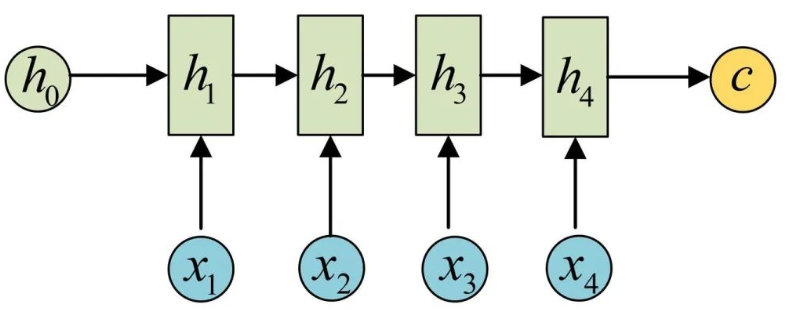 h₀ h₁ h₂ h₃ h₄ c
x₁ x₂ x₃ x₄